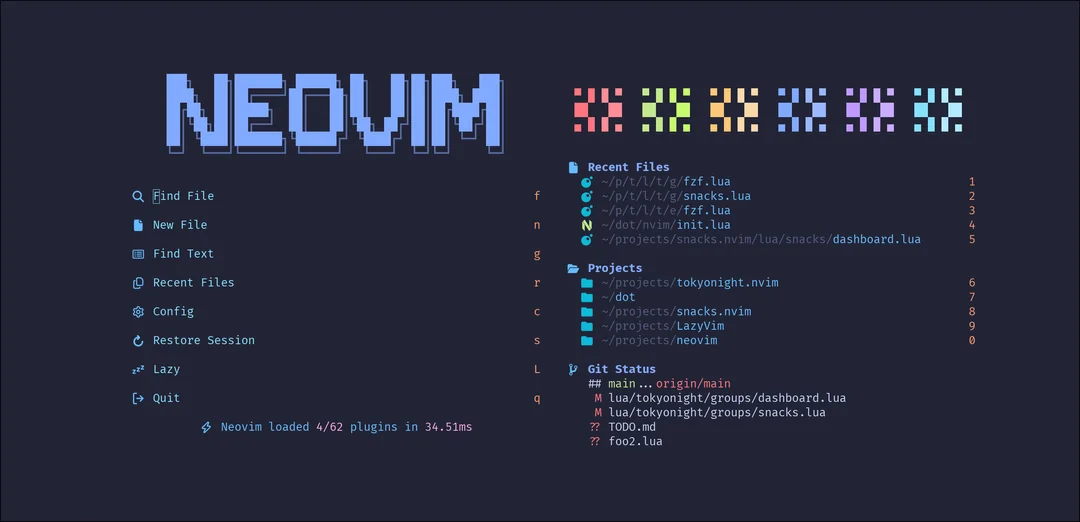 NEOVIM
Find File f
New File n
Find Text g
Recent Files r
Config c
Restore Session s
Lazy L
Quit q
Neovim loaded 4/62 plugins in 34.51ms
Recent Files
~/p/t/l/t/g/fzf.lua 1
~/p/t/l/t/g/snacks.lua 2
~/p/t/l/t/e/fzf.lua 3
~/dot/nvim/init.lua 4
~/projects/snacks.nvim/lua/snacks/dashboard.lua 5
Projects
~/projects/tokyonight.nvim 6
~/dot 7
~/projects/snacks.nvim 8
~/projects/LazyVim 9
~/projects/neovim 0
Git Status
## main...origin/main
M lua/tokyonight/groups/dashboard.lua
M lua/tokyonight/groups/snacks.lua
?? TODO.md
?? foo2.lua